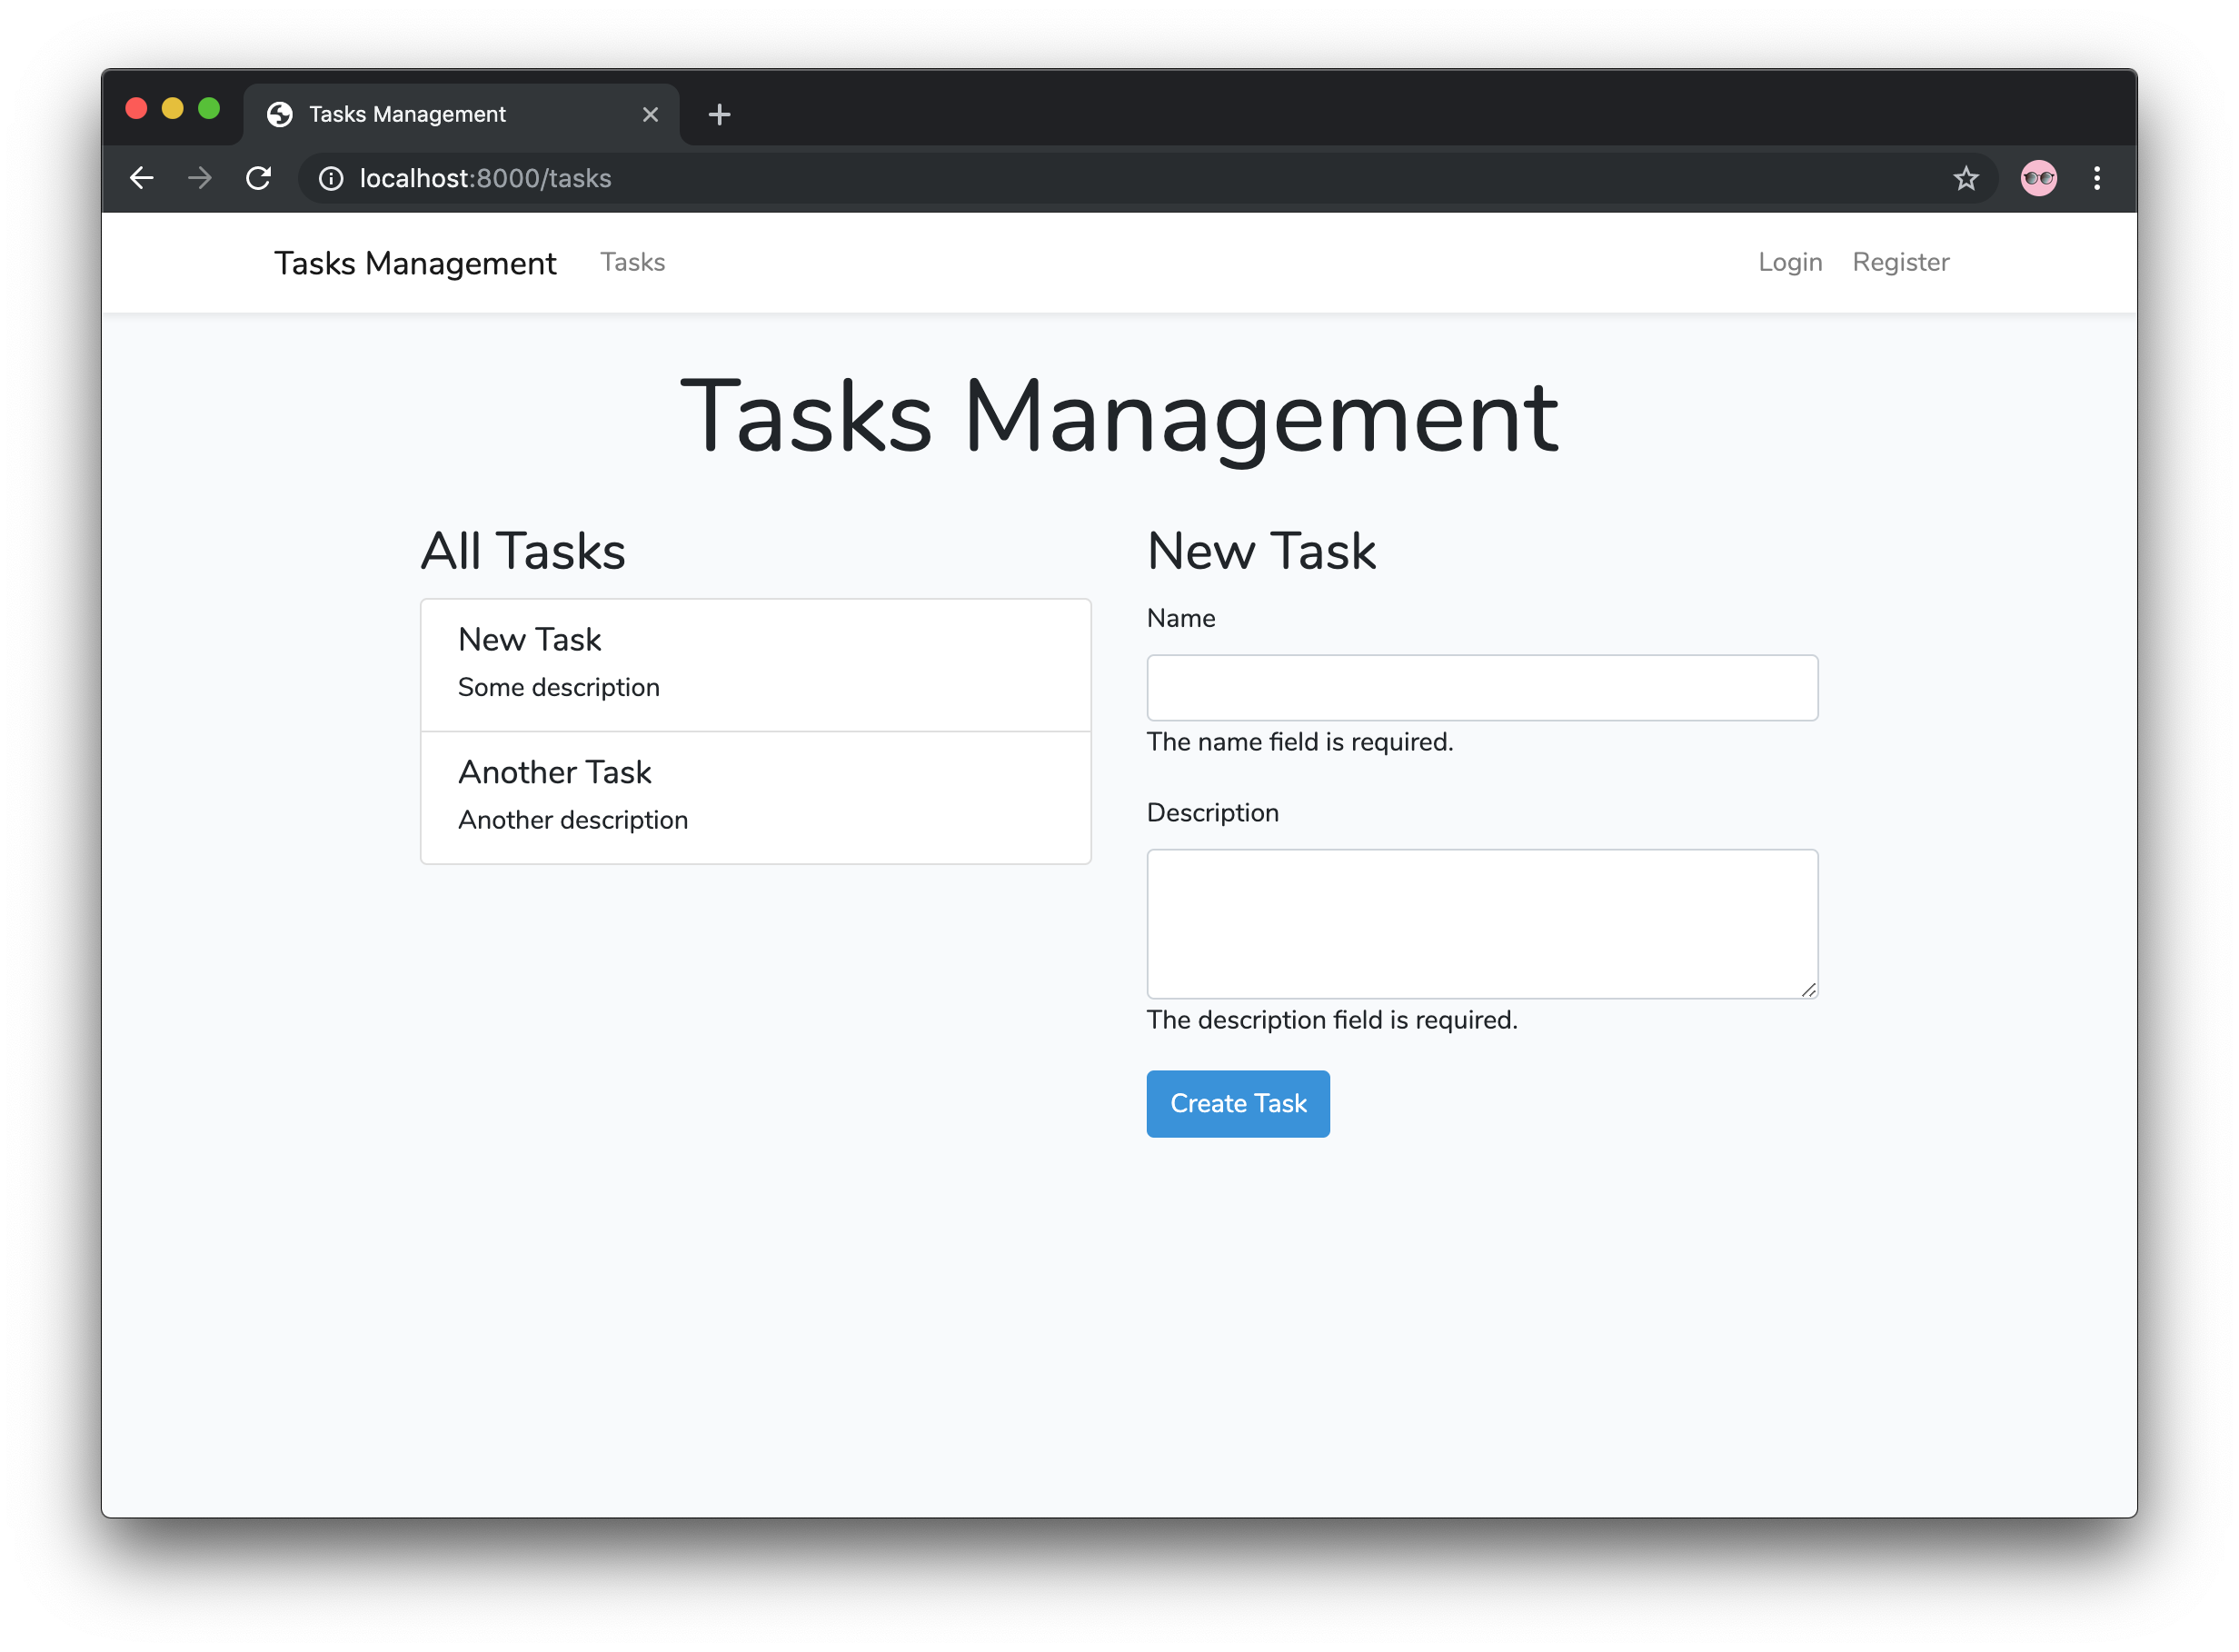 Tasks Management
localhost:8000/tasks
Tasks Management Tasks Login Register
Tasks Management
All Tasks
New Task
Some description
Another Task
Another description
New Task
Name
The name field is required.
Description
The description field is required.
Create Task